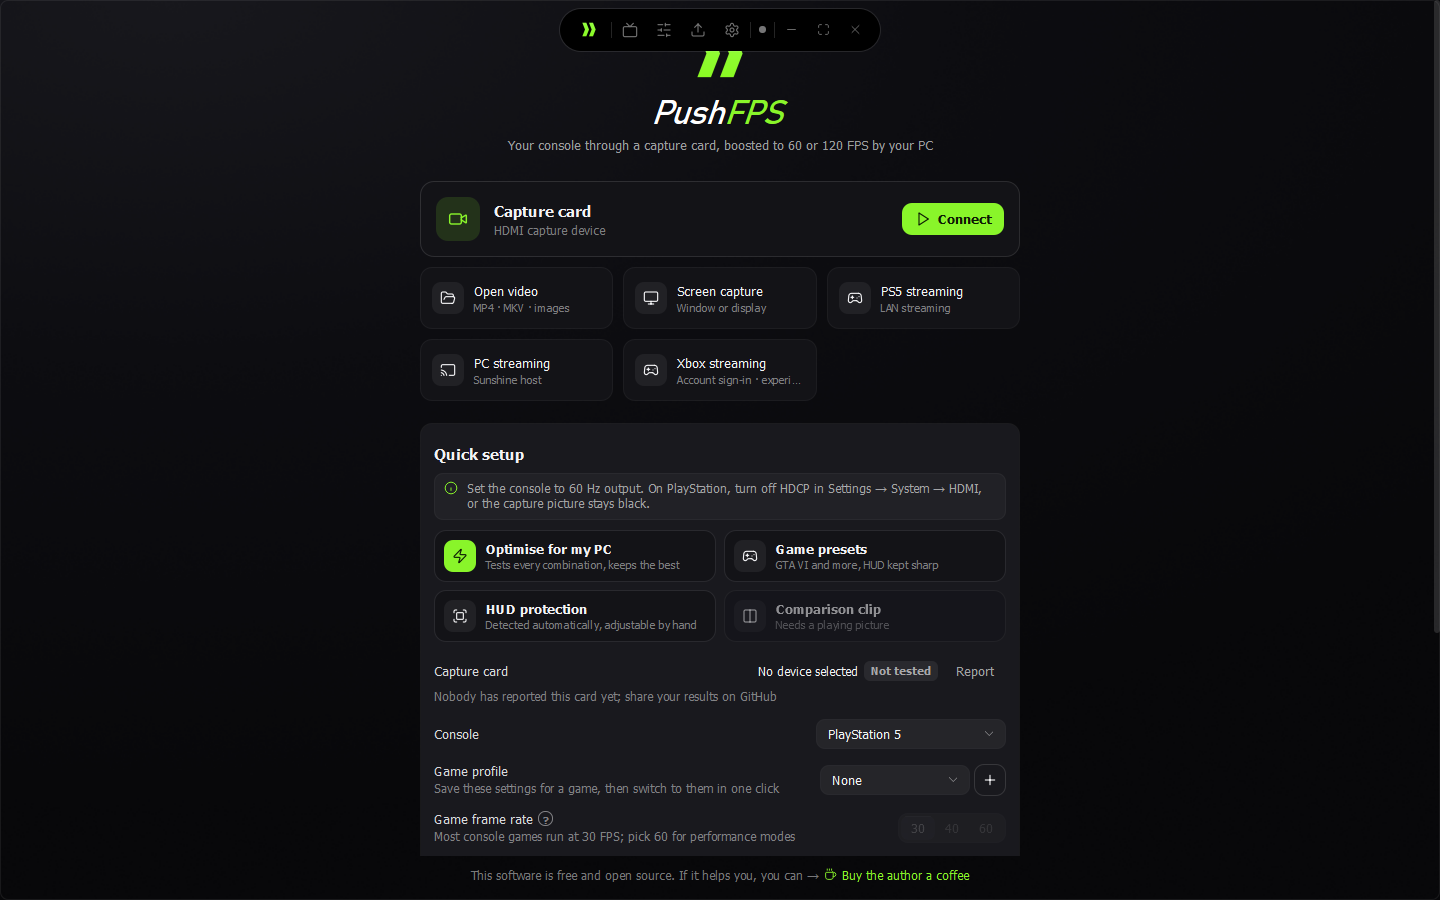 PushFPS
Your console through a capture card, boosted to 60 or 120 FPS by your PC
Capture card
HDMI capture device
Connect
Open video
MP4 · MKV · images
Screen capture
Window or display
PS5 streaming
LAN streaming
PC streaming
Sunshine host
Xbox streaming
Account sign-in · experi...
Quick setup
Set the console to 60 Hz output. On PlayStation, turn off HDCP in Settings → System → HDMI,
or the capture picture stays black.
Optimise for my PC
Tests every combination, keeps the best
Game presets
GTA VI and more, HUD kept sharp
HUD protection
Detected automatically, adjustable by hand
Comparison clip
Needs a playing picture
Capture card
No device selected
Not tested
Report
Nobody has reported this card yet; share your results on GitHub
Console
PlayStation 5
Game profile
Save these settings for a game, then switch to them in one click
None
Game frame rate ?
Most console games run at 30 FPS; pick 60 for performance modes
30 40 60
This software is free and open source. If it helps you, you can → Buy the author a coffee